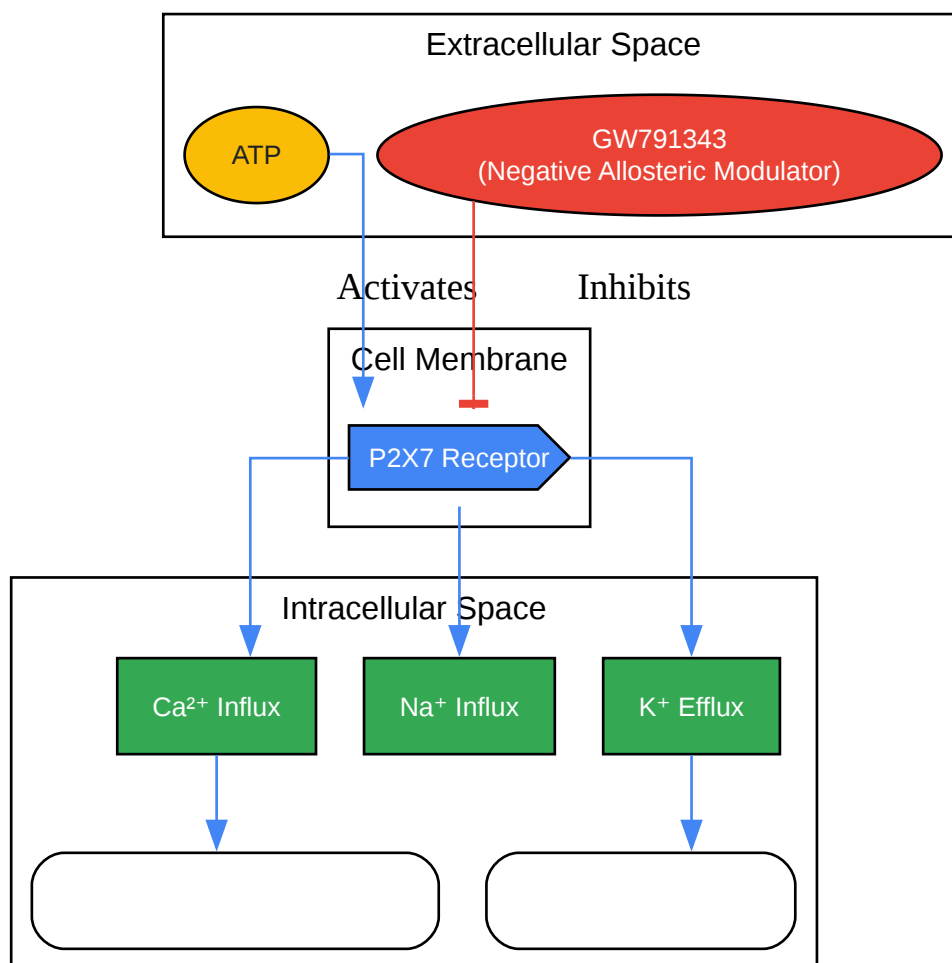 Extracellular Space
ATP
GW791343
(Negative Allosteric Modulator)
Activates
Inhibits
Cell Membrane
P2X7 Receptor
Intracellular Space
Ca²⁺ Influx
Na⁺ Influx
K⁺ Efflux